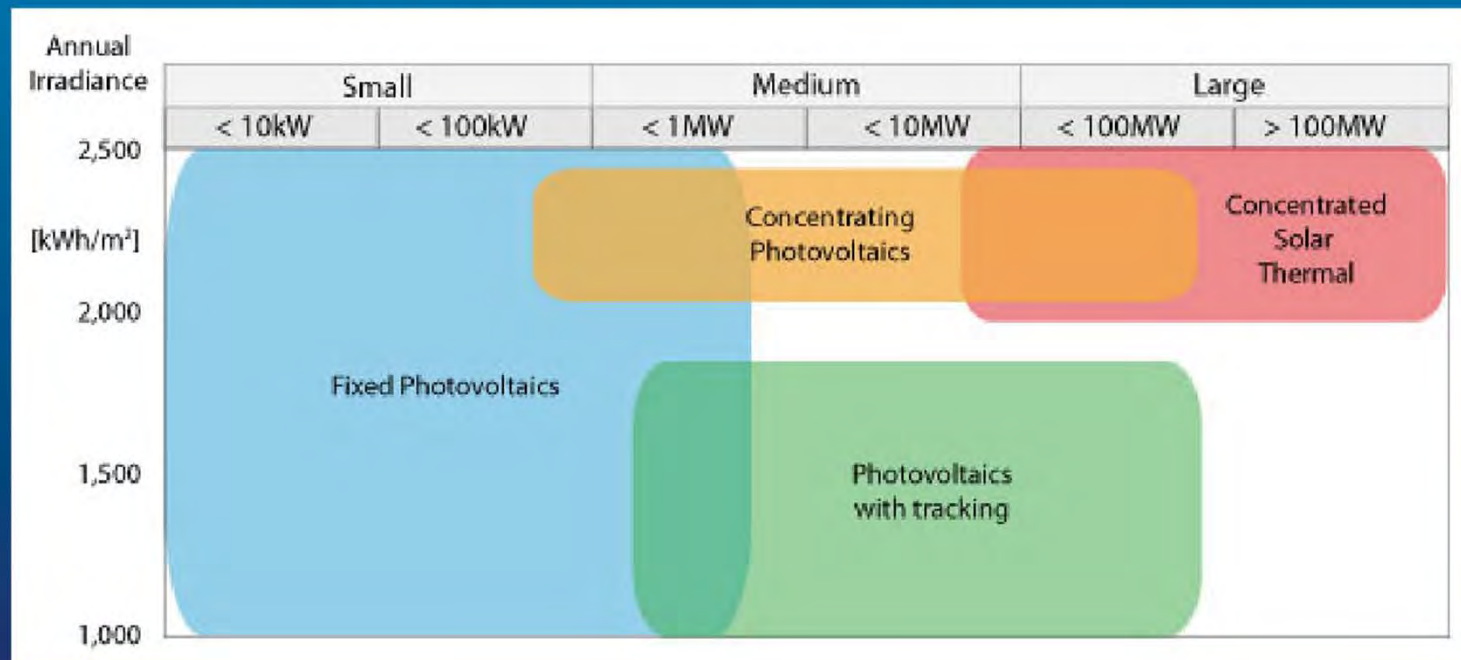 Annual
Irradiance
Small
Medium
Large
< 10kW
< 100kW
< 1MW
< 10MW
< 100MW
> 100MW
2,500
[kWh/m²]
2,000
1,500
1,000
Concentrating
Photovoltaics
Concentrated
Solar
Thermal
Fixed Photovoltaics
Photovoltaics
with tracking